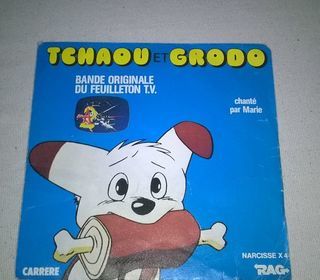 TCHAOU ET GRODO
BANDE ORIGINALE
DU FEUILLETON T.V.
chanté
par Marie
NARCISSE X 4
CARRERE
RAG